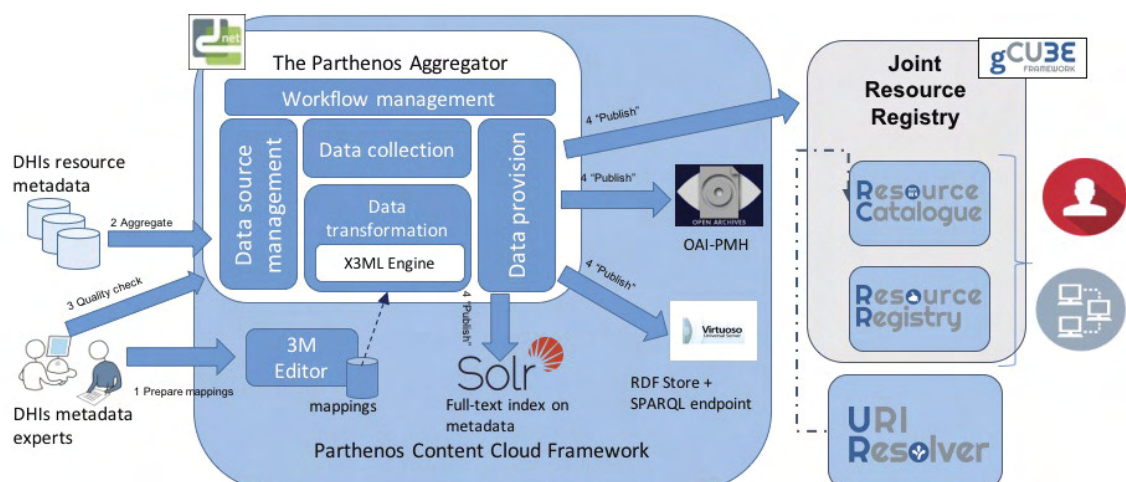 net
The Parthenos Aggregator
Workflow management
Data source
management
Data collection
Data
transformation
X3ML Engine
Data provision
DHIs resource
metadata
2 Aggregate
3 Quality check
1 Prepare mappings
DHIs metadata
experts
3M
Editor
mappings
4 “Publish”
Solr
Full-text index on
metadata
4 “Publish”
4 “Publish”
OPEN ARCHIVES
OAI-PMH
4 “Publish”
Virtuoso
Universal Server
RDF Store +
SPARQL endpoint
Parthenos Content Cloud Framework
gCUBE
FRAMEWORK
Joint
Resource
Registry
Resource
Catalogue
Resource
Registry
URI
Resolver